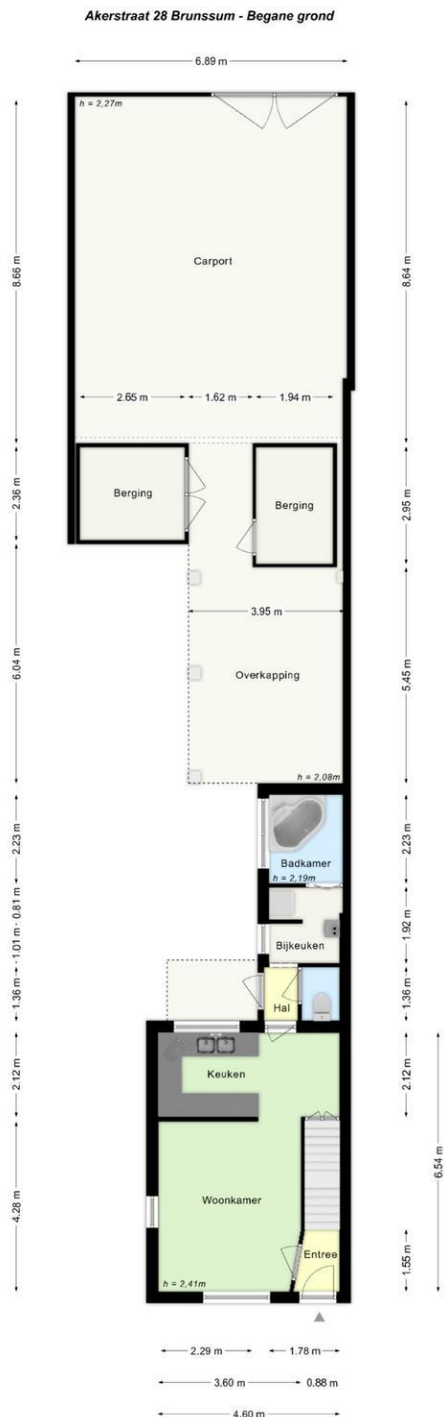 Akerstraat 28 Brunssum - Begane grond
6.89 m
h = 2,27m
8.66 m
Carport
8.64 m
2.65 m
1.62 m
1.94 m
2.36 m
Berging
Berging
2.95 m
3.95 m
6.04 m
Overkapping
5.45 m
h = 2,08m
2.23 m
Badkamer
2.23 m
h = 2,19m
0.81 m
1.01 m
Bijkeuken
1.92 m
1.36 m
Hal
1.36 m
2.12 m
Keuken
2.12 m
6.54 m
4.28 m
Woonkamer
Entree
1.55 m
h = 2,41m
2.29 m
1.78 m
3.60 m
0.88 m
4.60 m